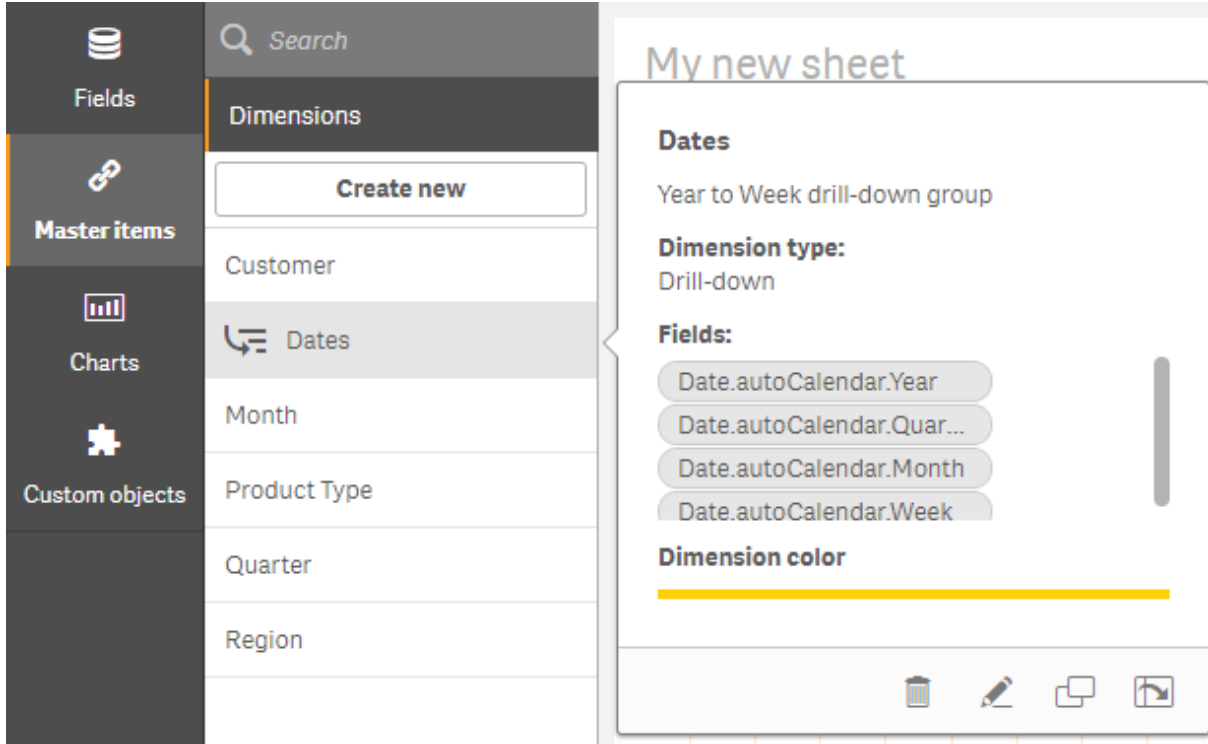 Fields
Master items
Charts
Custom objects
Search
Dimensions
Create new
Customer
Dates
Month
Product Type
Quarter
Region
My new sheet
Dates
Year to Week drill-down group
Dimension type:
Drill-down
Fields:
Date.autoCalendar.Year
Date.autoCalendar.Quar...
Date.autoCalendar.Month
Date.autoCalendar.Week
Dimension color